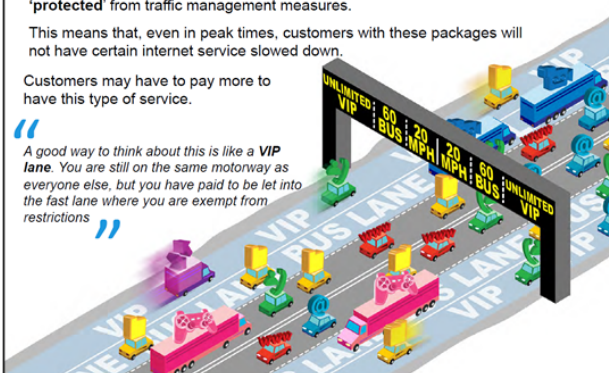 ‘protected’ from traffic management measures.
This means that, even in peak times, customers with these packages will
not have certain internet service slowed down.
Customers may have to pay more to
have this type of service.
“
A good way to think about this is like a VIP
lane. You are still on the same motorway as
everyone else, but you have paid to be let into
the fast lane where you are exempt from
restrictions
”
UNLIMITED VIP
60 BUS
20 MPH
20 MPH
60 BUS
UNLIMITED VIP
VIP
BUS LANE
VIP
BUS LANE
VIP
VIP